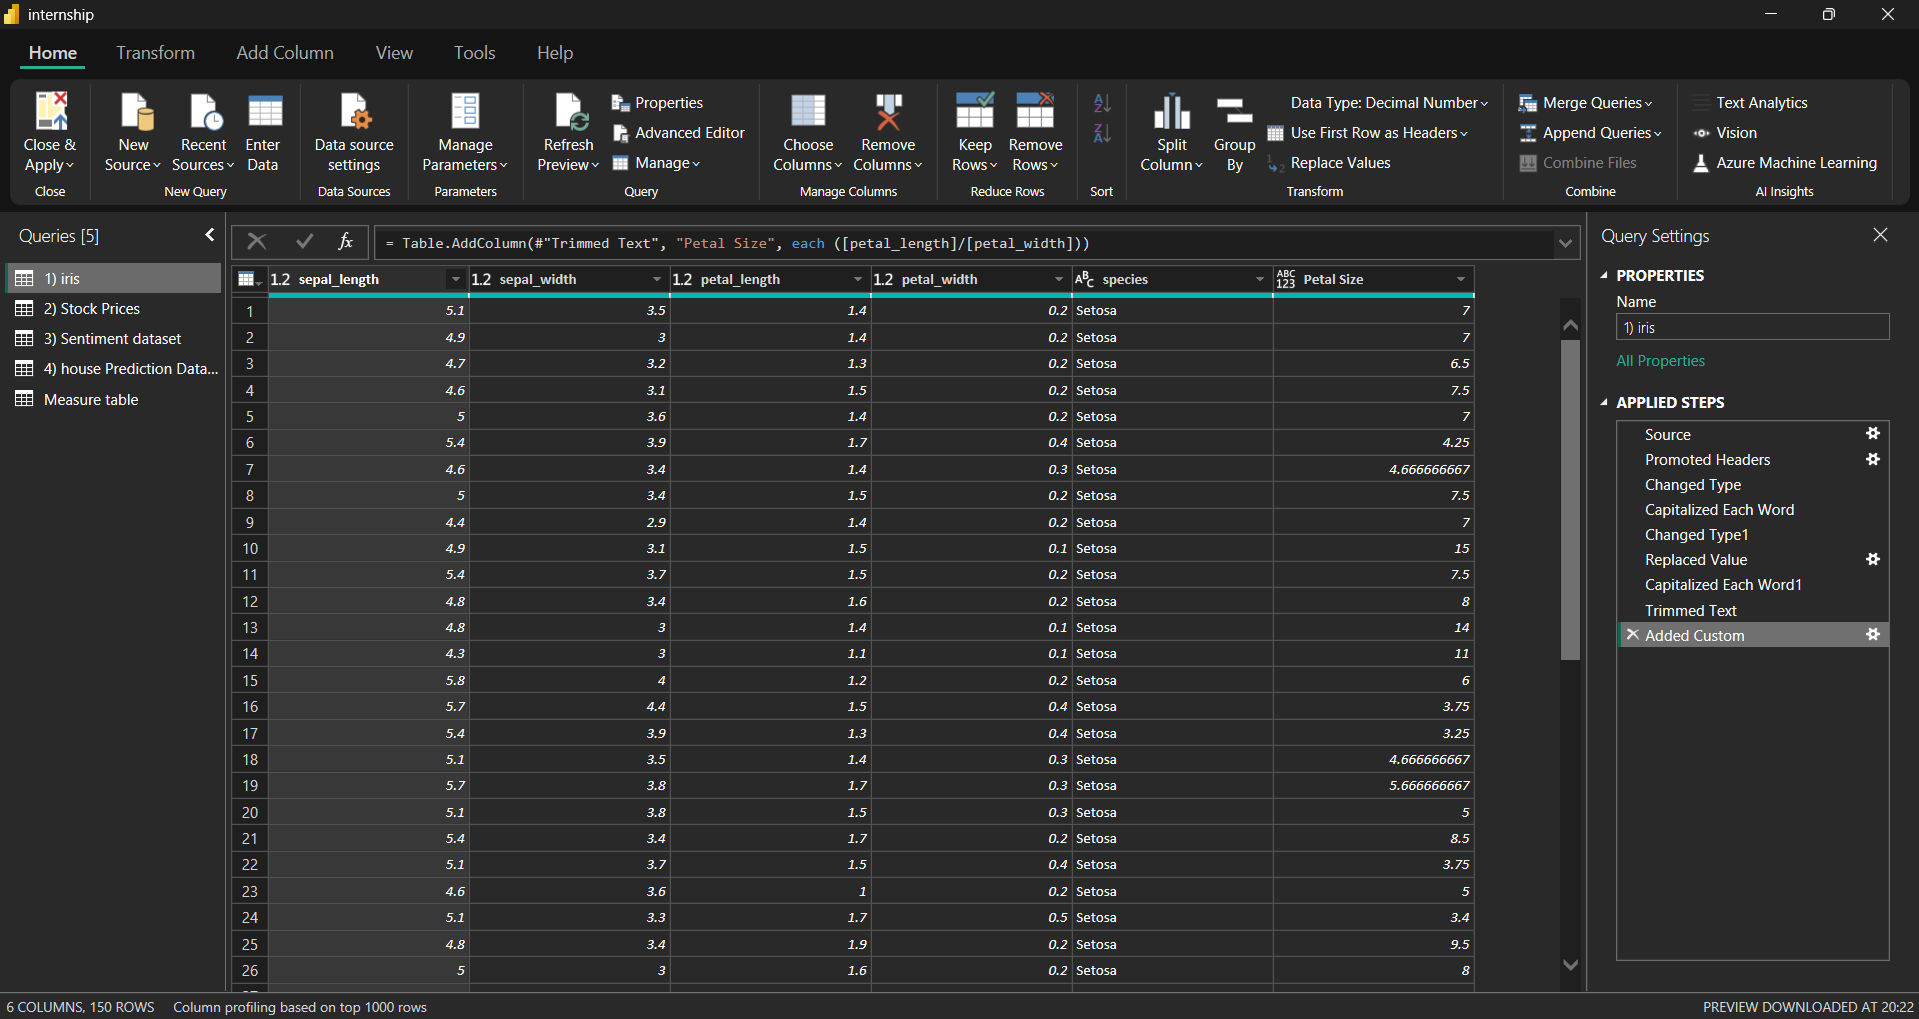 internship
Home Transform Add Column View Tools Help
Close & Apply
Close
New Source
Recent Sources
Enter Data
New Query
Data source settings
Data Sources
Manage Parameters
Parameters
Refresh Preview
Properties
Advanced Editor
Manage
Query
Choose Columns
Remove Columns
Manage Columns
Keep Rows
Remove Rows
Reduce Rows
Sort
Split Column
Group By
Data Type: Decimal Number
Use First Row as Headers
Replace Values
Transform
Merge Queries
Append Queries
Combine Files
Combine
Text Analytics
Vision
Azure Machine Learning
AI Insights
Queries [5]
1) iris
2) Stock Prices
3) Sentiment dataset
4) house Prediction Data...
Measure table
fx = Table.AddColumn(#"Trimmed Text", "Petal Size", each ([petal_length]/[petal_width]))
1.2 sepal_length 1.2 sepal_width 1.2 petal_length 1.2 petal_width ABC species ABC 123 Petal Size
1 5.1 3.5 1.4 0.2 Setosa 7
2 4.9 3 1.4 0.2 Setosa 7
3 4.7 3.2 1.3 0.2 Setosa 6.5
4 4.6 3.1 1.5 0.2 Setosa 7.5
5 5 3.6 1.4 0.2 Setosa 7
6 5.4 3.9 1.7 0.4 Setosa 4.25
7 4.6 3.4 1.4 0.3 Setosa 4.666666667
8 5 3.4 1.5 0.2 Setosa 7.5
9 4.4 2.9 1.4 0.2 Setosa 7
10 4.9 3.1 1.5 0.1 Setosa 15
11 5.4 3.7 1.5 0.2 Setosa 7.5
12 4.8 3.4 1.6 0.2 Setosa 8
13 4.8 3 1.4 0.1 Setosa 14
14 4.3 3 1.1 0.1 Setosa 11
15 5.8 4 1.2 0.2 Setosa 6
16 5.7 4.4 1.5 0.4 Setosa 3.75
17 5.4 3.9 1.3 0.4 Setosa 3.25
18 5.1 3.5 1.4 0.3 Setosa 4.666666667
19 5.7 3.8 1.7 0.3 Setosa 5.666666667
20 5.1 3.8 1.5 0.3 Setosa 5
21 5.4 3.4 1.7 0.2 Setosa 8.5
22 5.1 3.7 1.5 0.4 Setosa 3.75
23 4.6 3.6 1 0.2 Setosa 5
24 5.1 3.3 1.7 0.5 Setosa 3.4
25 4.8 3.4 1.9 0.2 Setosa 9.5
26 5 3 1.6 0.2 Setosa 8
Query Settings
PROPERTIES
Name
1) iris
All Properties
APPLIED STEPS
Source
Promoted Headers
Changed Type
Capitalized Each Word
Changed Type1
Replaced Value
Capitalized Each Word1
Trimmed Text
Added Custom
6 COLUMNS, 150 ROWS Column profiling based on top 1000 rows
PREVIEW DOWNLOADED AT 20:22